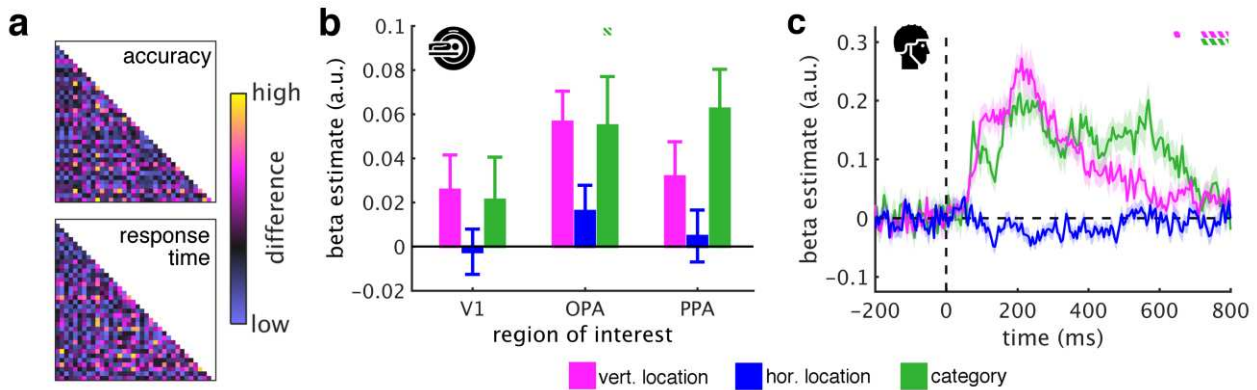 a
accuracy
response
time
high
difference
low
b
0.1
0.08
0.06
0.04
0.02
0
−0.02
beta estimate (a.u.)
V1 OPA PPA
region of interest
c
0.3
0.2
0.1
0
−0.1
beta estimate (a.u.)
−200 0 200 400 600 800
time (ms)
vert. location hor. location category